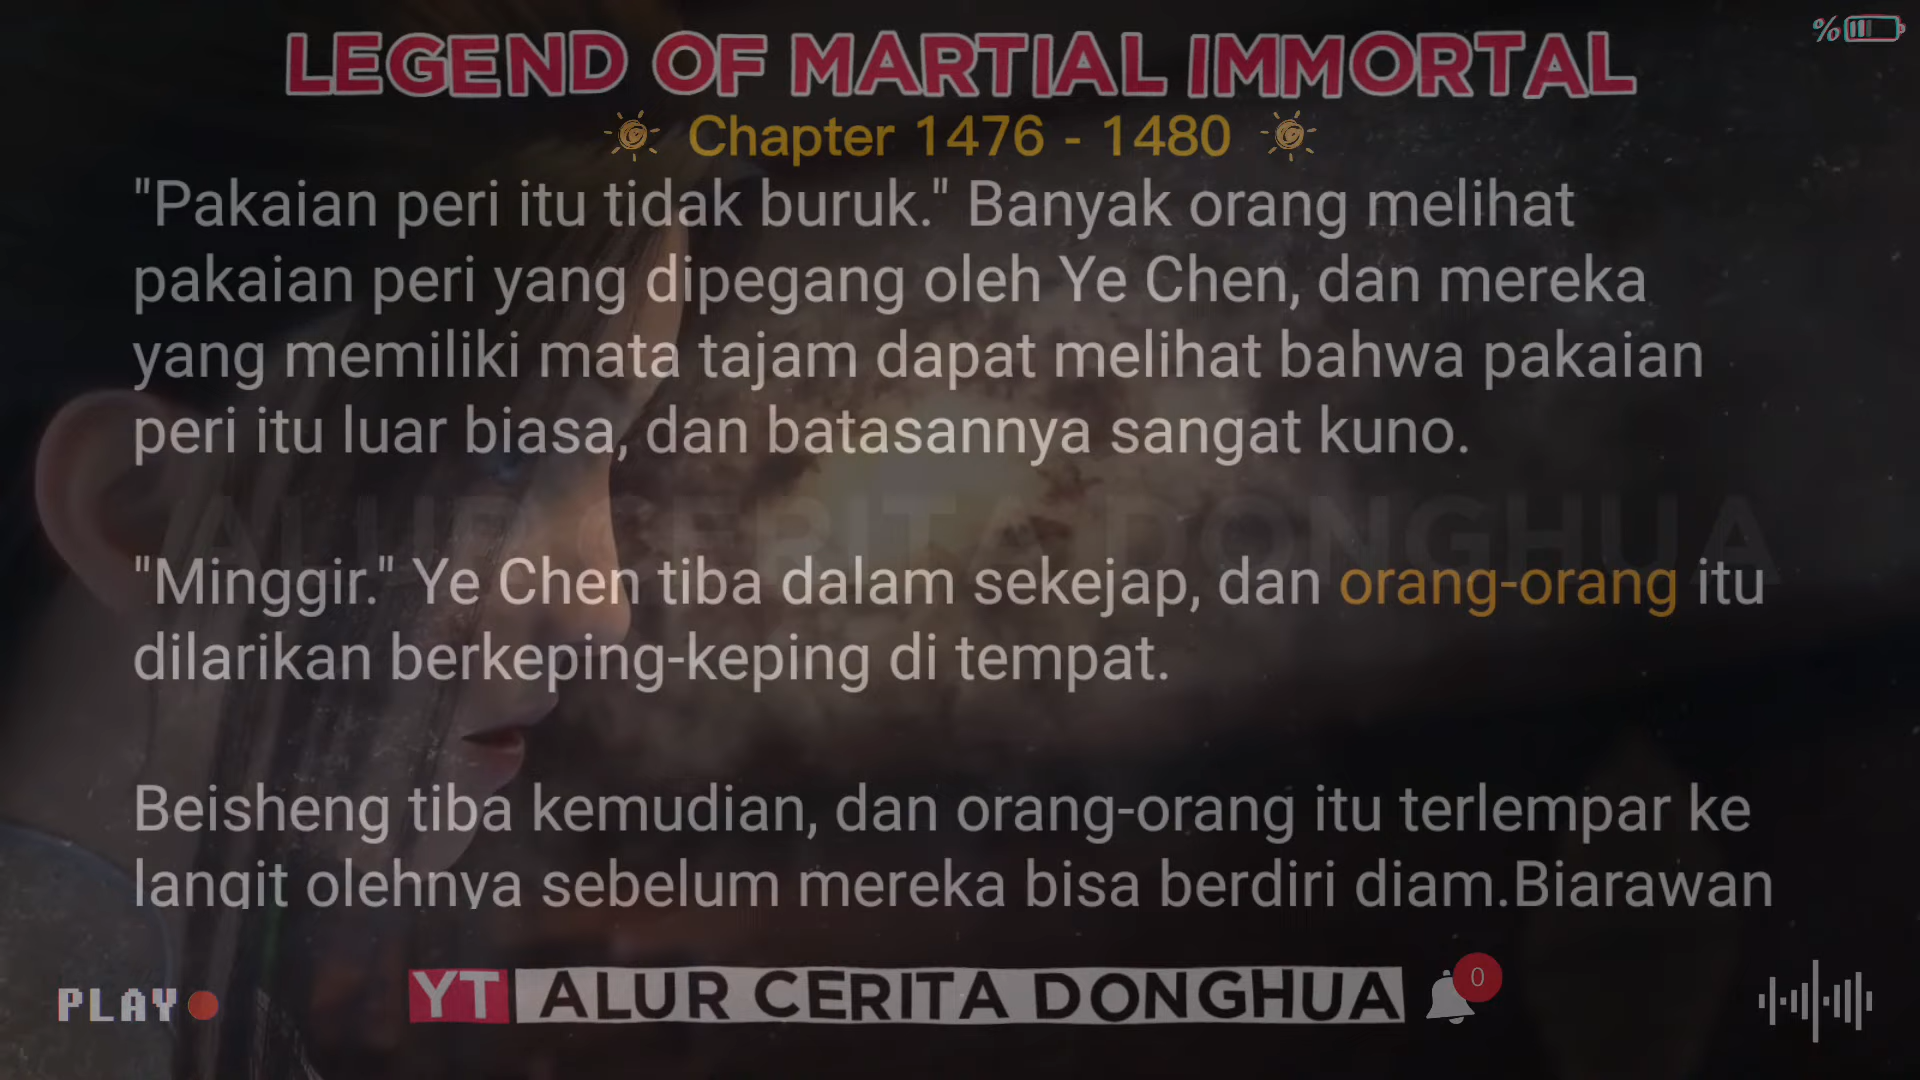 LEGEND OF MARTIAL IMMORTAL
%
Chapter 1476 - 1480
"Pakaian peri itu tidak buruk." Banyak orang melihat
pakaian peri yang dipegang oleh Ye Chen, dan mereka
yang memiliki mata tajam dapat melihat bahwa pakaian
peri itu luar biasa, dan batasannya sangat kuno.
ALUR CERITA DONGHUA
"Minggir." Ye Chen tiba dalam sekejap, dan orang-orang itu
dilarikan berkeping-keping di tempat.
Beisheng tiba kemudian, dan orang-orang itu terlempar ke
langit olehnya sebelum mereka bisa berdiri diam.Biarawan
PLAY
YT ALUR CERITA DONGHUA
0